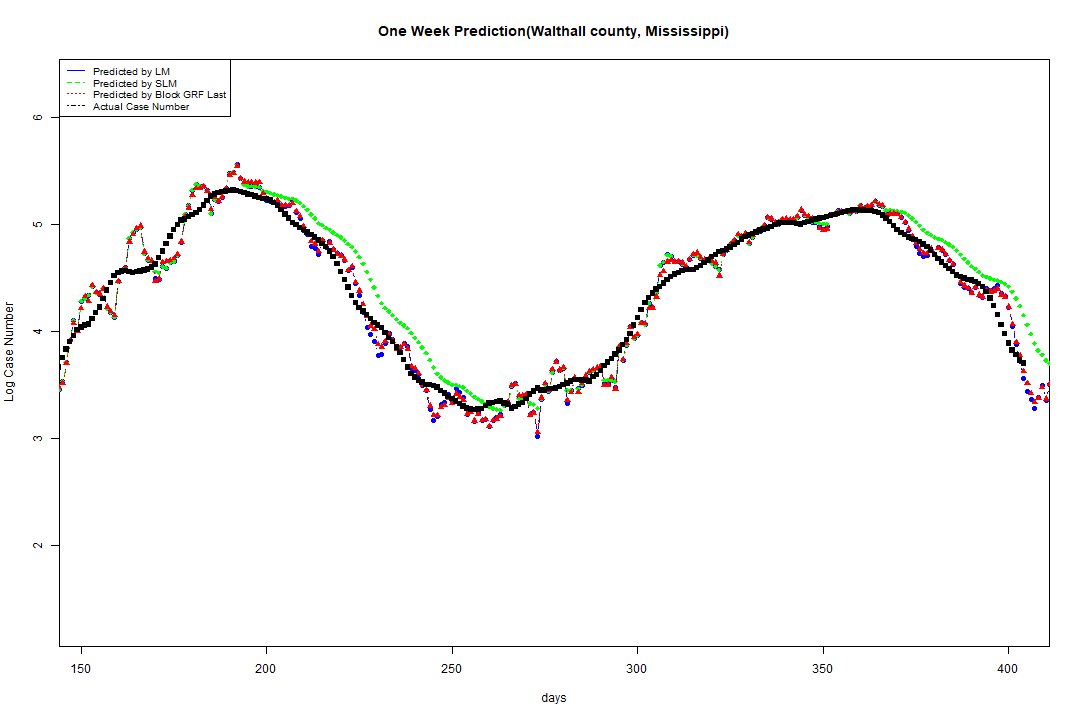 One Week Prediction(Walthall county, Mississippi)
Predicted by LM
Predicted by SLM
Predicted by Block GRF Last
Actual Case Number
6
5
4
3
2
Log Case Number
150 200 250 300 350 400
days